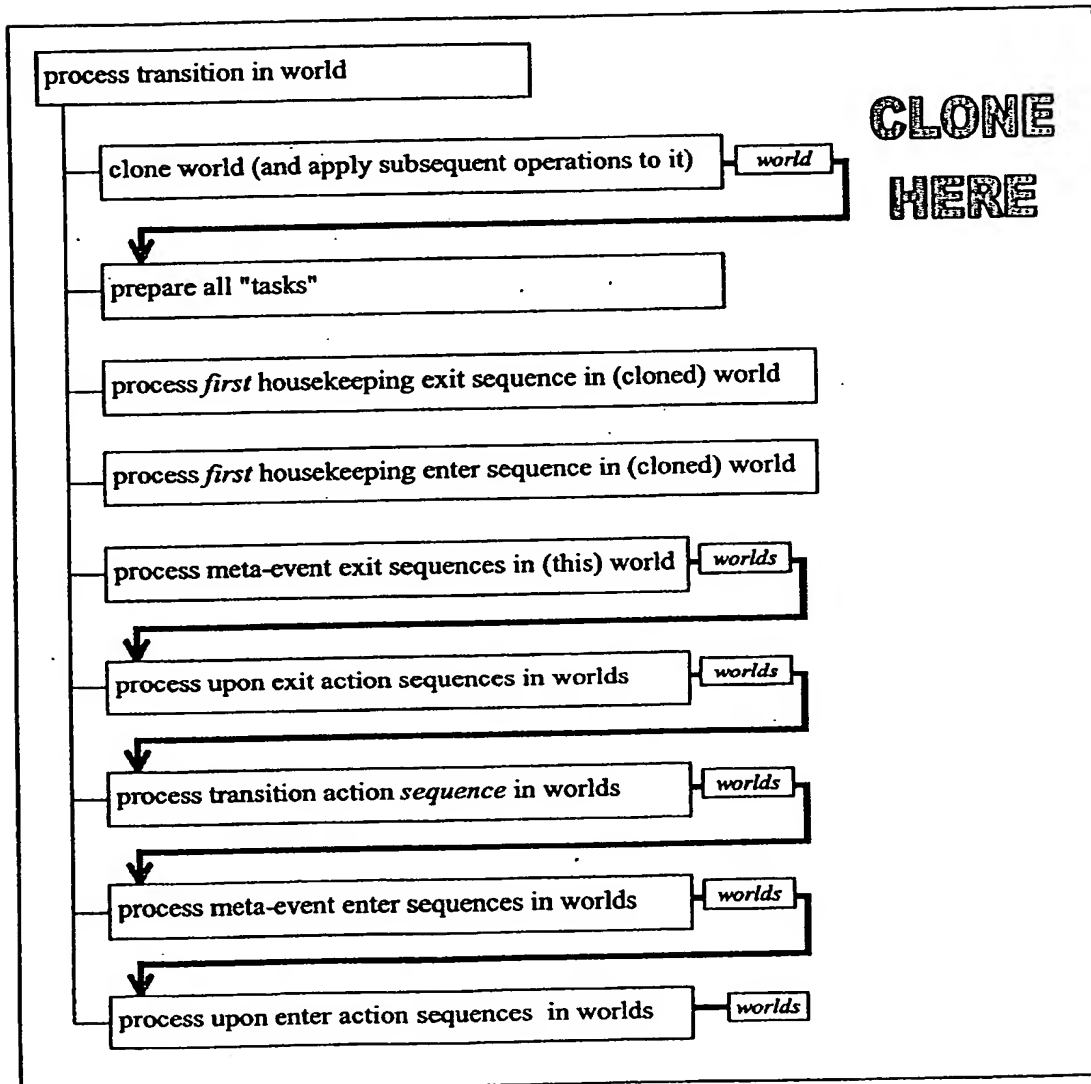 process transition in world
CLONE
HERE
clone world (and apply subsequent operations to it)
world
prepare all "tasks"
process first housekeeping exit sequence in (cloned) world
process first housekeeping enter sequence in (cloned) world
process meta-event exit sequences in (this) world
worlds
process upon exit action sequences in worlds
worlds
process transition action sequence in worlds
worlds
process meta-event enter sequences in worlds
worlds
process upon enter action sequences in worlds
worlds